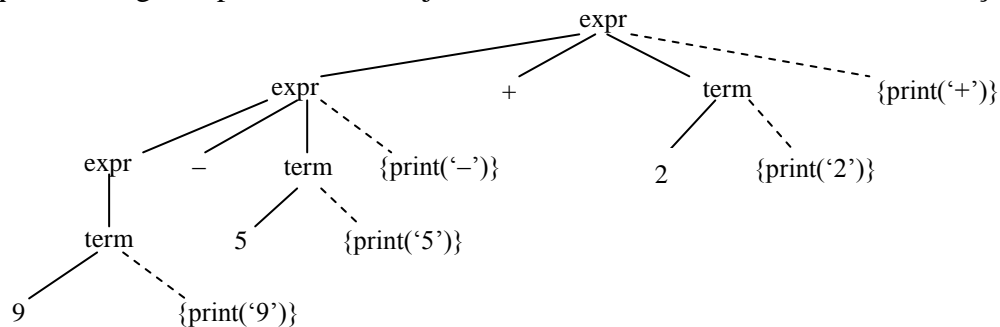 expr
expr + term {print(‘+’)}
expr – term {print(‘–’)} 2 {print(‘2’)}
term 5 {print(‘5’)}
9 {print(‘9’)}